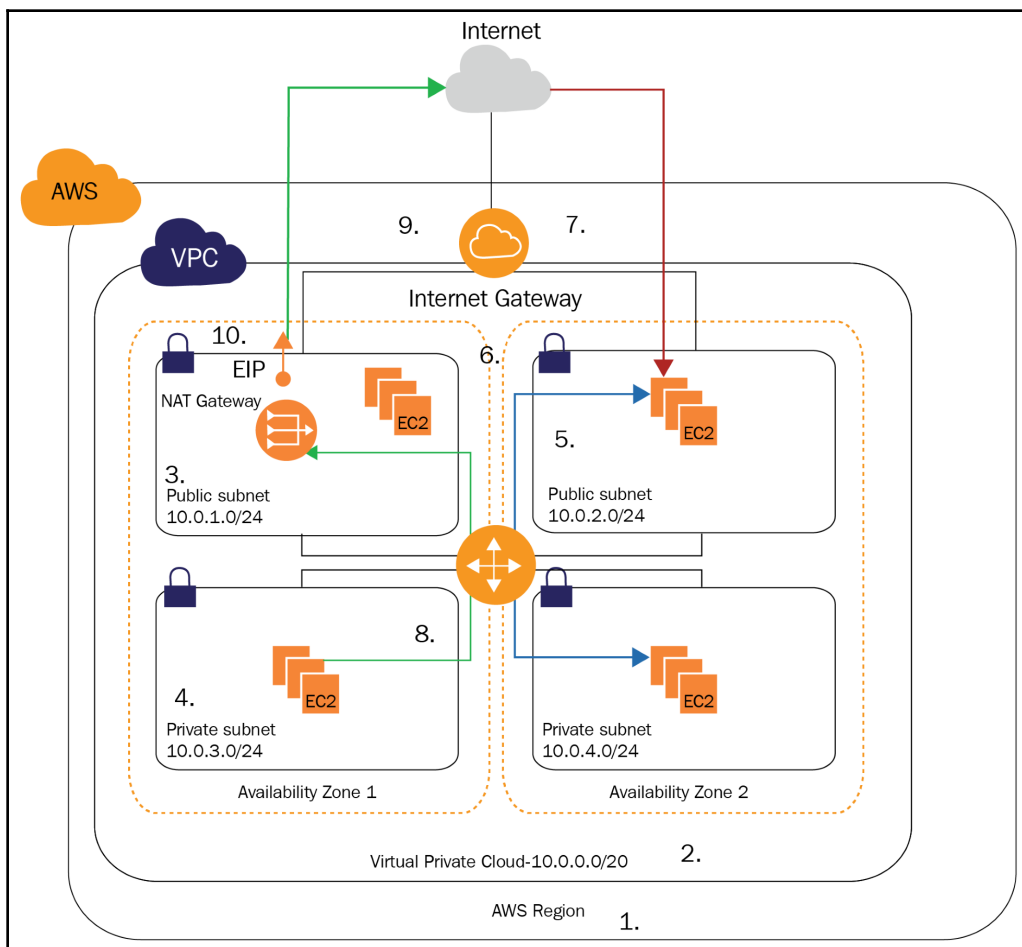 Internet
AWS
9.
7.
VPC
Internet Gateway
10.
6.
EIP
NAT Gateway
EC2
EC2
5.
3.
Public subnet
10.0.1.0/24
Public subnet
10.0.2.0/24
8.
4.
EC2
EC2
Private subnet
10.0.3.0/24
Private subnet
10.0.4.0/24
Availability Zone 1
Availability Zone 2
Virtual Private Cloud-10.0.0.0/20
2.
AWS Region
1.